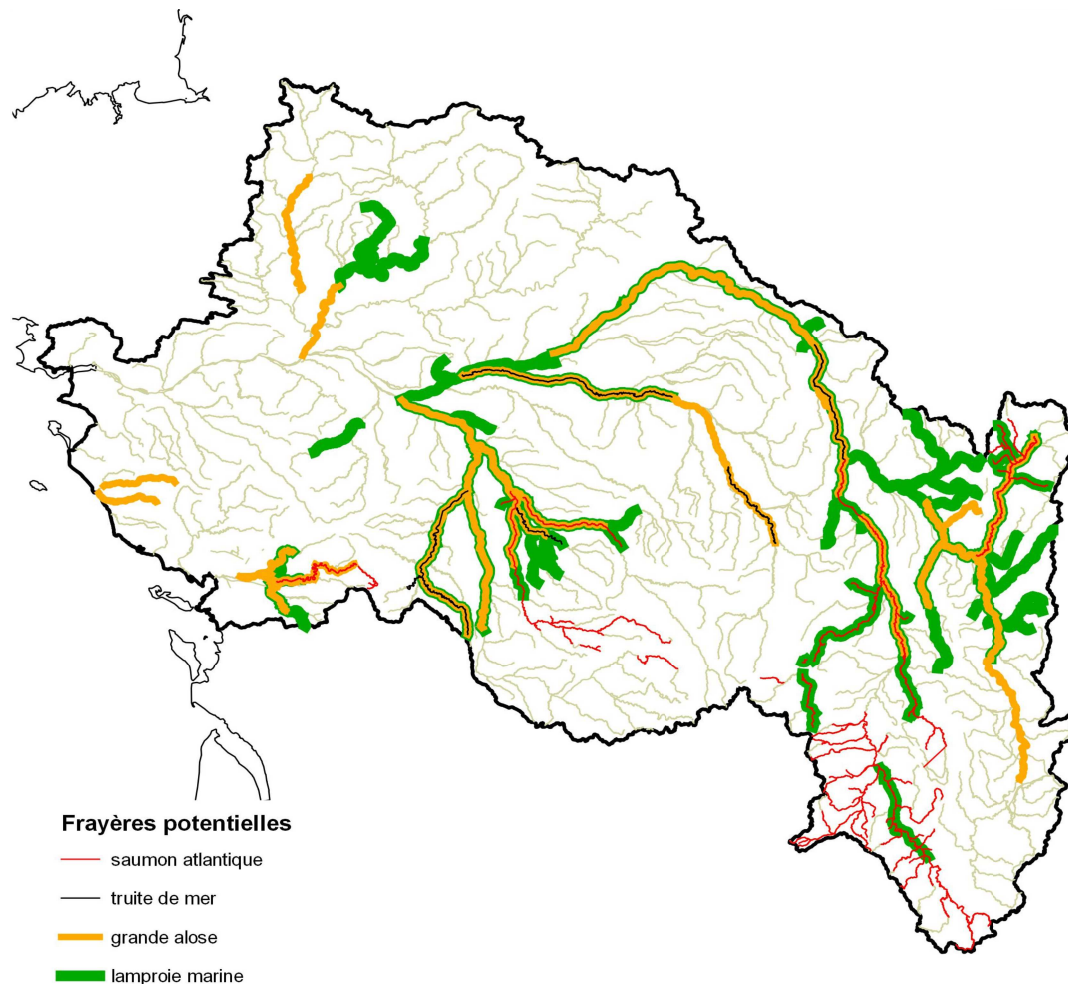 Frayères potentielles
saumon atlantique
truite de mer
grande alose
lamproie marine